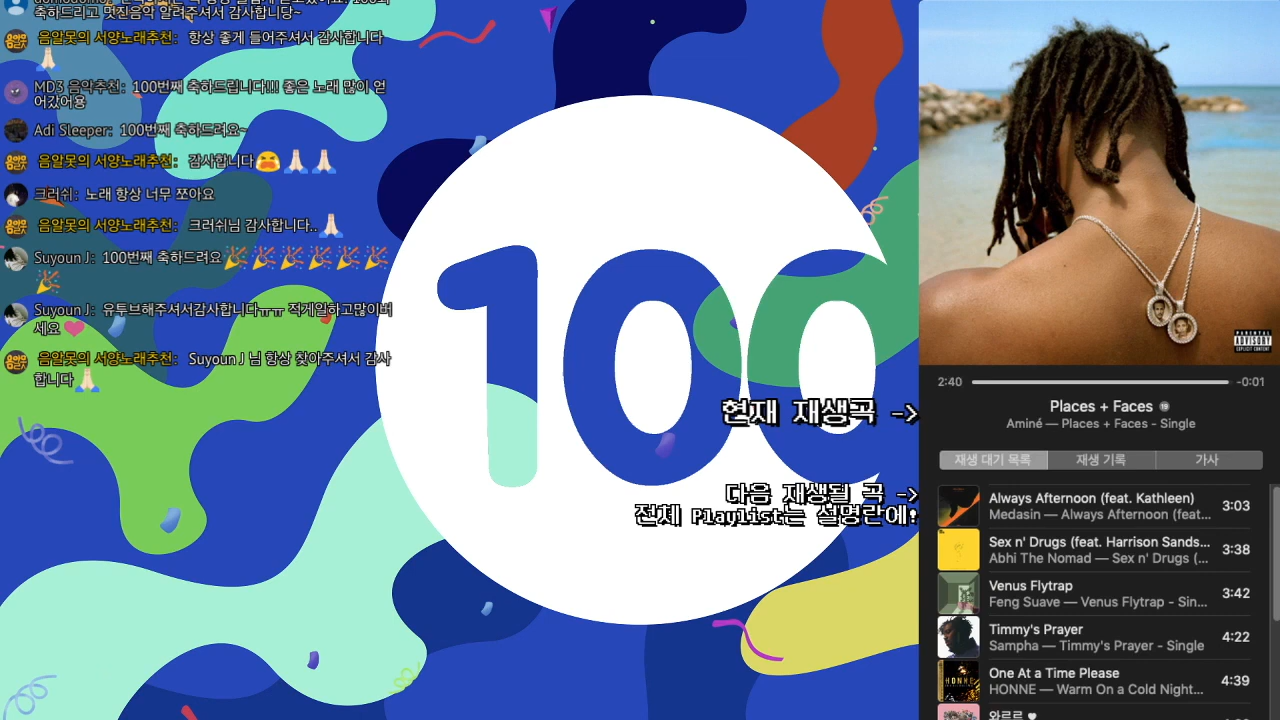 축하드리고 멋진음악 알려주셔서 감사합니당~
음알못의 서양노래추천: 항상 좋게 들어주셔서 감사합니다
🙏🏻
MD3 음악추천: 100번째 축하드립니다!!! 좋은 노래 많이 얻
어갔어용
Adi Sleeper: 100번째 축하드려요~
음알못의 서양노래추천: 감사합니다😫🙏🏻🙏🏻
크러쉬: 노래 항상 너무 쪼아요
음알못의 서양노래추천: 크러쉬님 감사합니다..🙏🏻
Suyoun J: 100번째 축하드려요🎉🎉🎉🎉🎉🎉
🎉
Suyoun J: 유투브해주셔서감사합니다ㅠㅠ 적게일하고많이버
세요 💗
음알못의 서양노래추천: Suyoun J 님 항상 찾아주셔서 감사
합니다🙏🏻
100
현재 재생곡 ->
다음 재생될 곡 ->
전체 Playlist는 설명란에!
PARENTAL
ADVISORY
EXPLICIT CONTENT
2:40 -0:01
Places + Faces 19
Aminé — Places + Faces - Single
재생 대기 목록 재생 기록 가사
Always Afternoon (feat. Kathleen)
Medasin — Always Afternoon (feat... 3:03
Sex n' Drugs (feat. Harrison Sands...
Abhi The Nomad — Sex n' Drugs (... 3:38
Venus Flytrap
Feng Suave — Venus Flytrap - Sin... 3:42
Timmy's Prayer
Sampha — Timmy's Prayer - Single 4:22
One At a Time Please
HONNE — Warm On a Cold Night... 4:39
HONNE
와르르 ♥